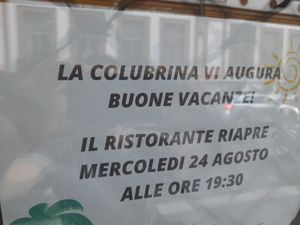 LA COLUBRINA VI AUGURA
BUONE VACANZE!
IL RISTORANTE RIAPRE
MERCOLEDI 24 AGOSTO
ALLE ORE 19:30